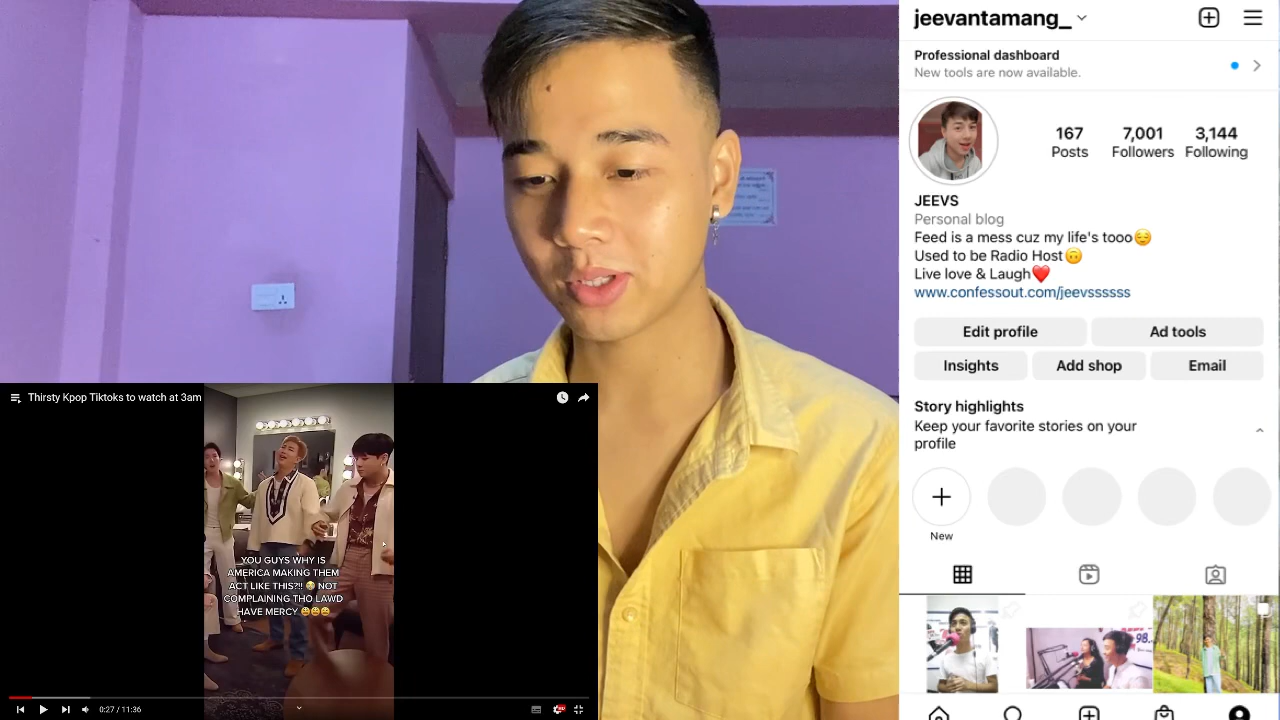 jeevantamang_
Professional dashboard
New tools are now available.
167
7,001
3,144
Posts
Followers
Following
JEEVS
Personal blog
Feed is a mess cuz my life's tooo😌
Used to be Radio Host🙃
Live love & Laugh❤️
www.confessout.com/jeevssssss
Edit profile
Ad tools
Insights
Add shop
Email
Story highlights
Keep your favorite stories on your
profile
New
98.
Thirsty Kpop Tiktoks to watch at 3am
YOU GUYS WHY IS
AMERICA MAKING THEM
ACT LIKE THIS?!! 😭 NOT
COMPLAINING THO LAWD
HAVE MERCY 😩😩😩
0:27 / 11:36